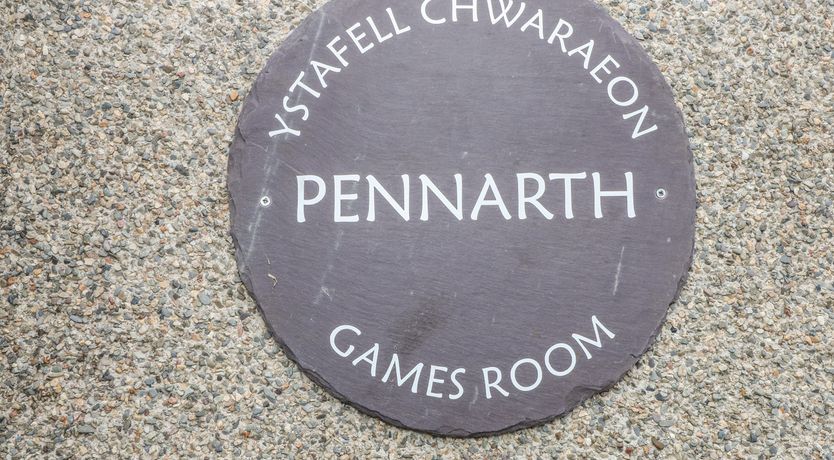 YSTAFELL CHWARAEON
PENNARTH
GAMES ROOM